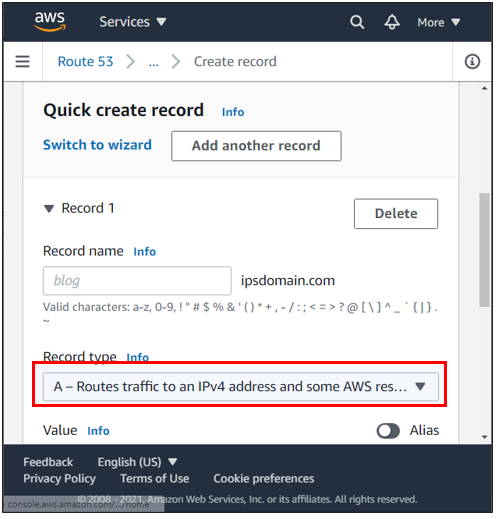 aws Services More
Route 53 ... Create record
Quick create record Info
Switch to wizard Add another record
Record 1
Delete
Record name Info
blog ipsdomain.com
Valid characters: a-z, 0-9, ! " # $ % & ' ( ) * + , - / : ; < = > ? @ [ \ ] ^ _ ` { | } .
~
Record type Info
A – Routes traffic to an IPv4 address and some AWS res...
Value Info Alias
Feedback English (US)
Privacy Policy Terms of Use Cookie preferences
© 2008 - 2021, Amazon Web Services, Inc. or its affiliates. All rights reserved.
console.aws.amazon.com/.../home